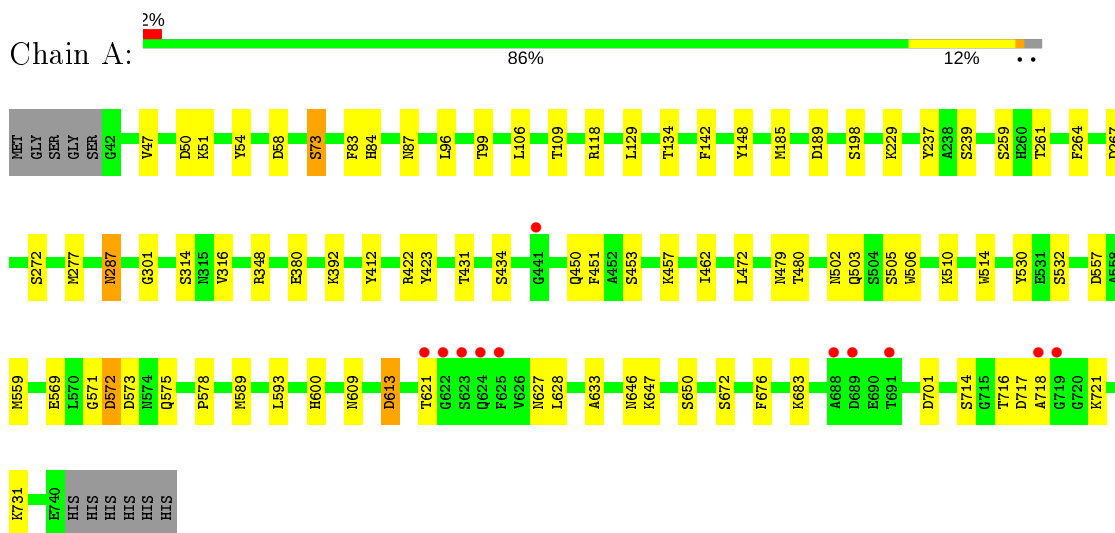 2%
Chain A:
86% 12% • •
MET GLY SER GLY SER G42 V47 D50 K51 Y54 D58 S73 F83 H84 N87 L96 T99 L106 T109 R118 L129 T134 F142 Y148 M185 D189 S198 K229 Y237 A238 S239 S259 H260 T261 F264
S272 M277 N287 G301 S314 N315 V316 R348 E380 K392 Y412 R422 Y423 T431 S434 G441 Q450 F451 A452 S453 K457 I462 L472 N479 T480 N502 Q503 S504 S505 W506 K510 W514 Y530 E531 S532 D557 A558
M559 E569 L570 G571 D572 D573 N574 Q575 P578 M589 L593 H600 N609 D613 T621 G622 S623 Q624 F625 V626 N627 L628 A633 N646 K647 S650 S672 F676 K683 A688 D689 E690 T691 D701 S714 G715 T716 D717 A718 G719 G720 K721
K731 E740 HIS HIS HIS HIS HIS HIS